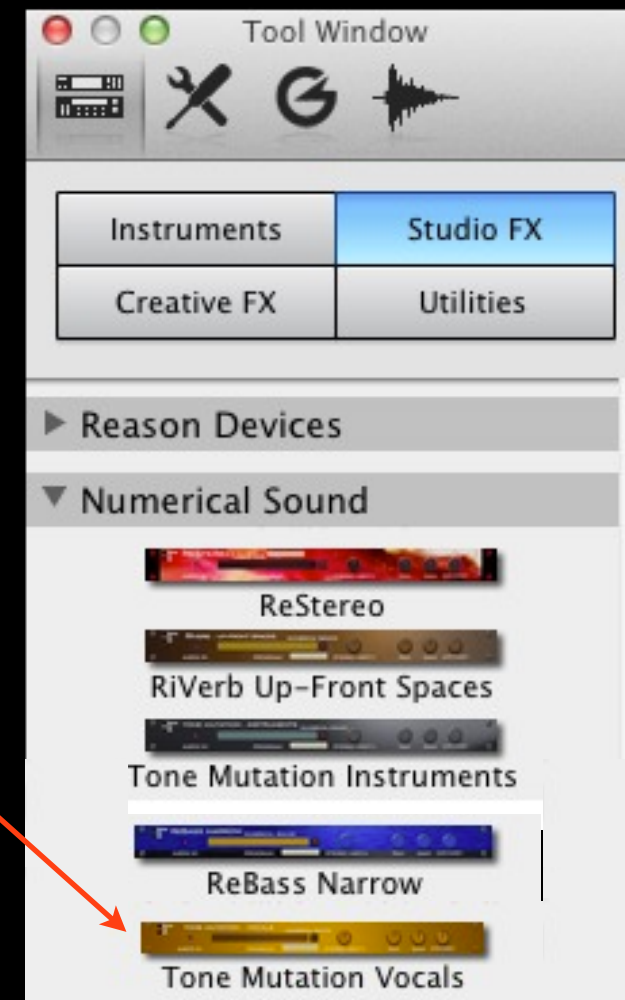 Tool Window
Instruments
Studio FX
Creative FX
Utilities
Reason Devices
Numerical Sound
ReStereo
RiVerb Up-Front Spaces
Tone Mutation Instruments
ReBass Narrow
Tone Mutation Vocals